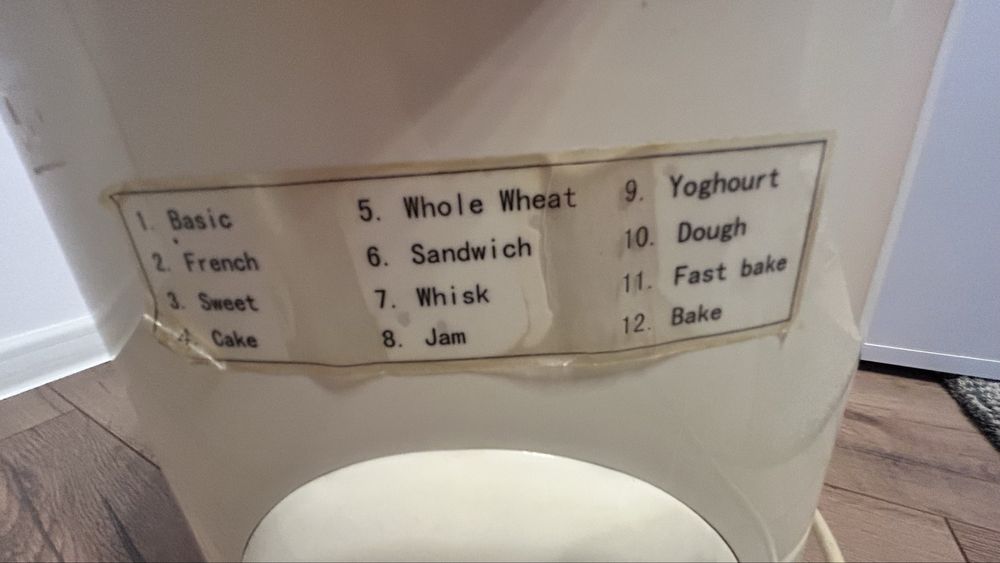 1. Basic
2. French
3. Sweet
4. Cake
5. Whole Wheat
6. Sandwich
7. Whisk
8. Jam
9. Yoghourt
10. Dough
11. Fast bake
12. Bake